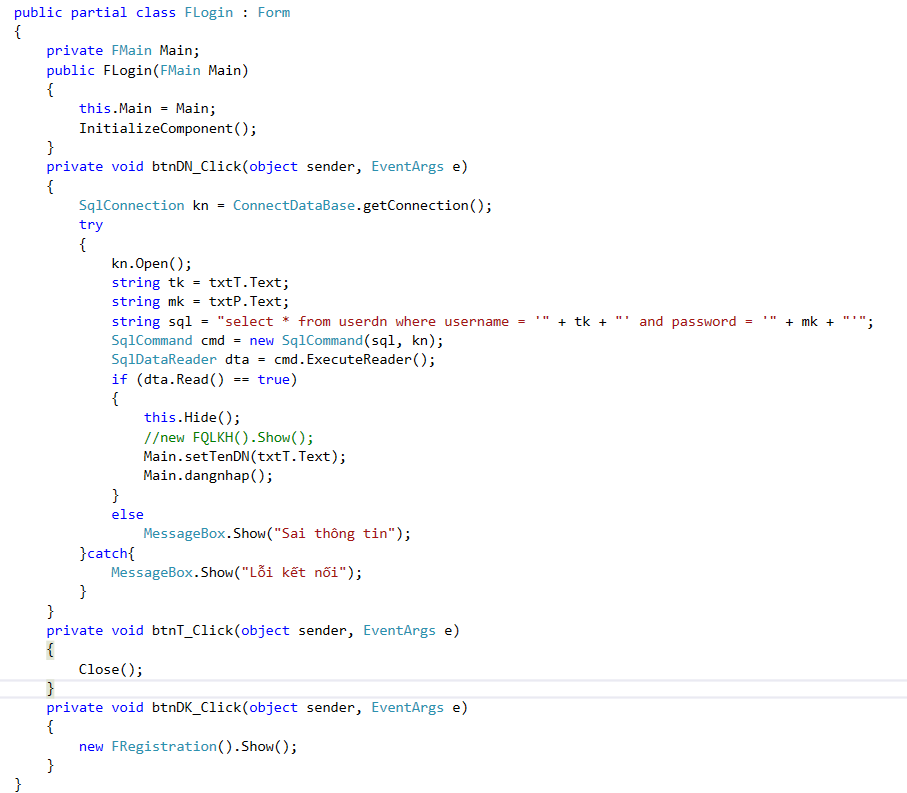 public partial class FLogin : Form
{
    private FMain Main;
    public FLogin(FMain Main)
    {
        this.Main = Main;
        InitializeComponent();
    }
    private void btnDN_Click(object sender, EventArgs e)
    {
        SqlConnection kn = ConnectDataBase.getConnection();
        try
        {
            kn.Open();
            string tk = txtT.Text;
            string mk = txtP.Text;
            string sql = "select * from userdn where username = '" + tk + "' and password = '" + mk + "'";
            SqlCommand cmd = new SqlCommand(sql, kn);
            SqlDataReader dta = cmd.ExecuteReader();
            if (dta.Read() == true)
            {
                this.Hide();
                //new FQLKH().Show();
                Main.setTenDN(txtT.Text);
                Main.dangnhap();
            }
            else
                MessageBox.Show("Sai thông tin");
        }catch{
            MessageBox.Show("Lỗi kết nối");
        }
    }
    private void btnT_Click(object sender, EventArgs e)
    {
        Close();
    }
    private void btnDK_Click(object sender, EventArgs e)
    {
        new FRegistration().Show();
    }
}